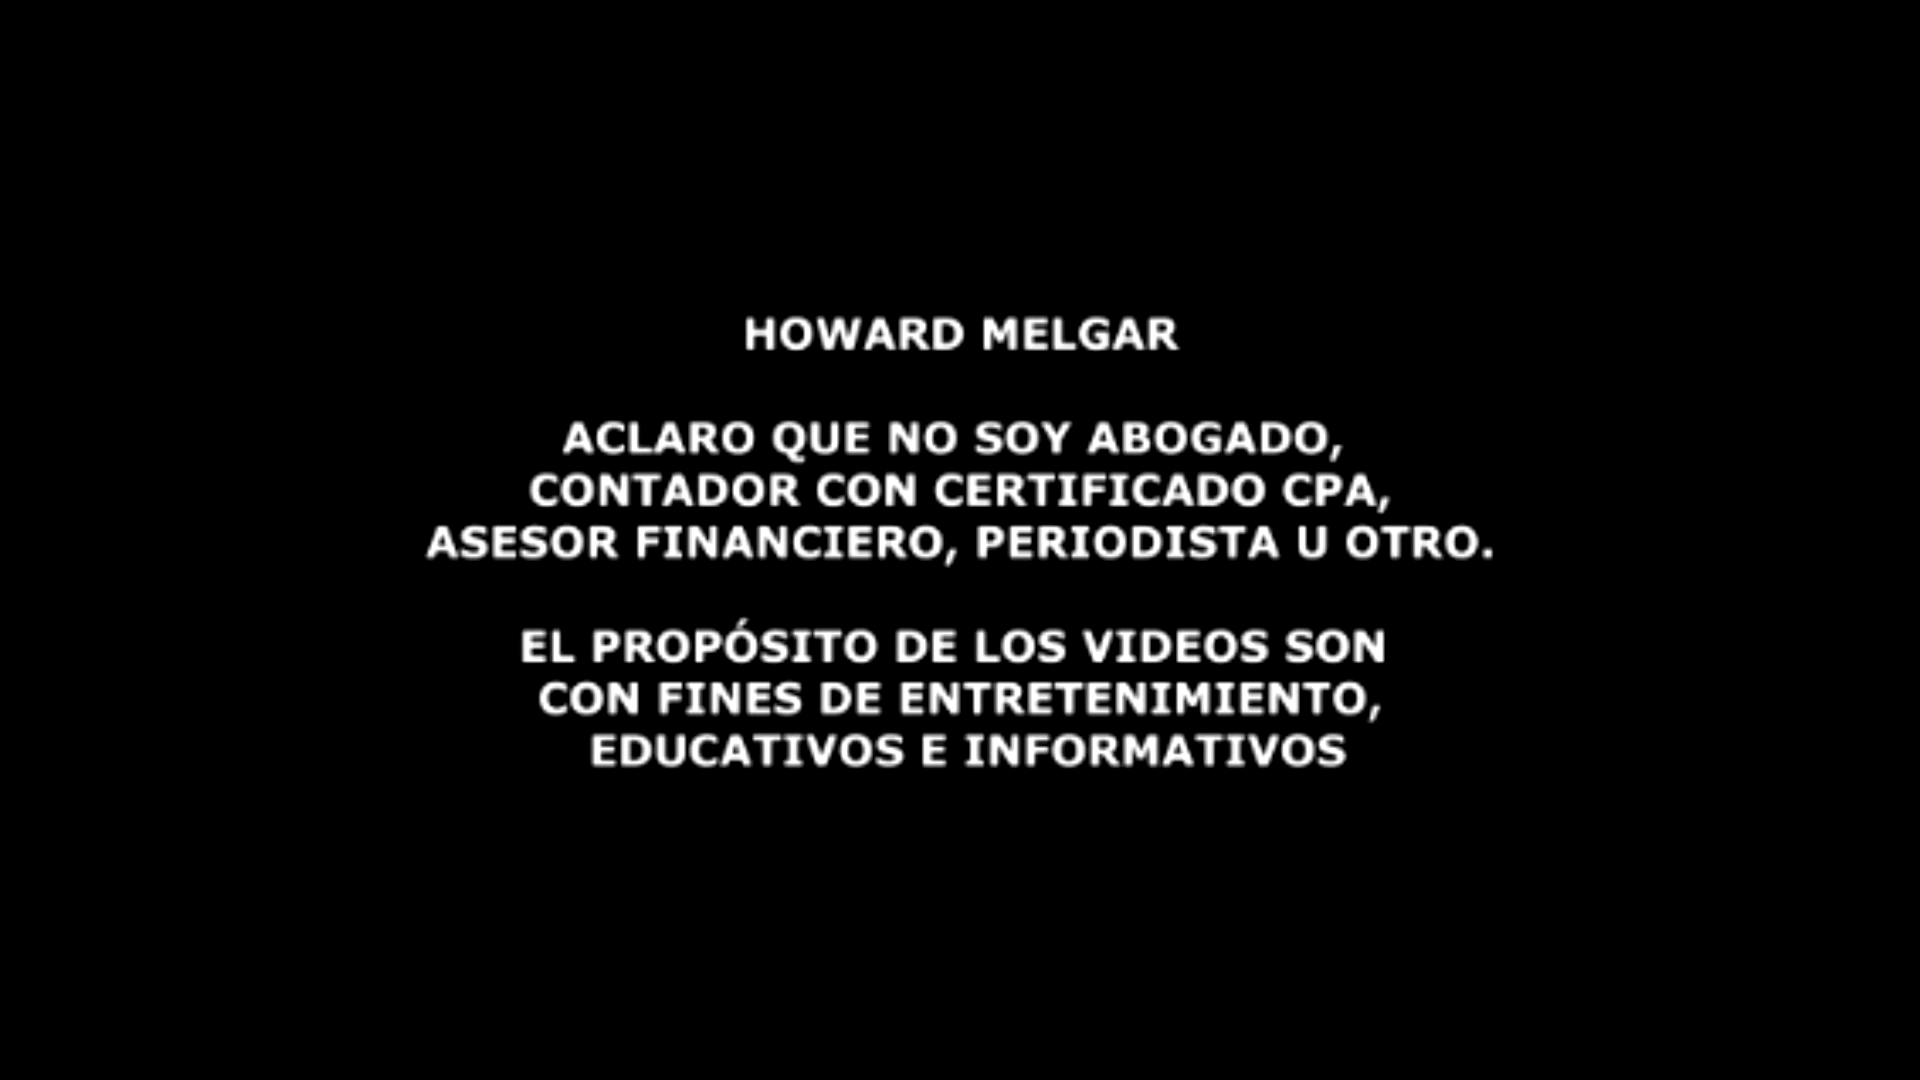 HOWARD MELGAR
ACLARO QUE NO SOY ABOGADO,
CONTADOR CON CERTIFICADO CPA,
ASESOR FINANCIERO, PERIODISTA U OTRO.
EL PROPÓSITO DE LOS VIDEOS SON
CON FINES DE ENTRETENIMIENTO,
EDUCATIVOS E INFORMATIVOS